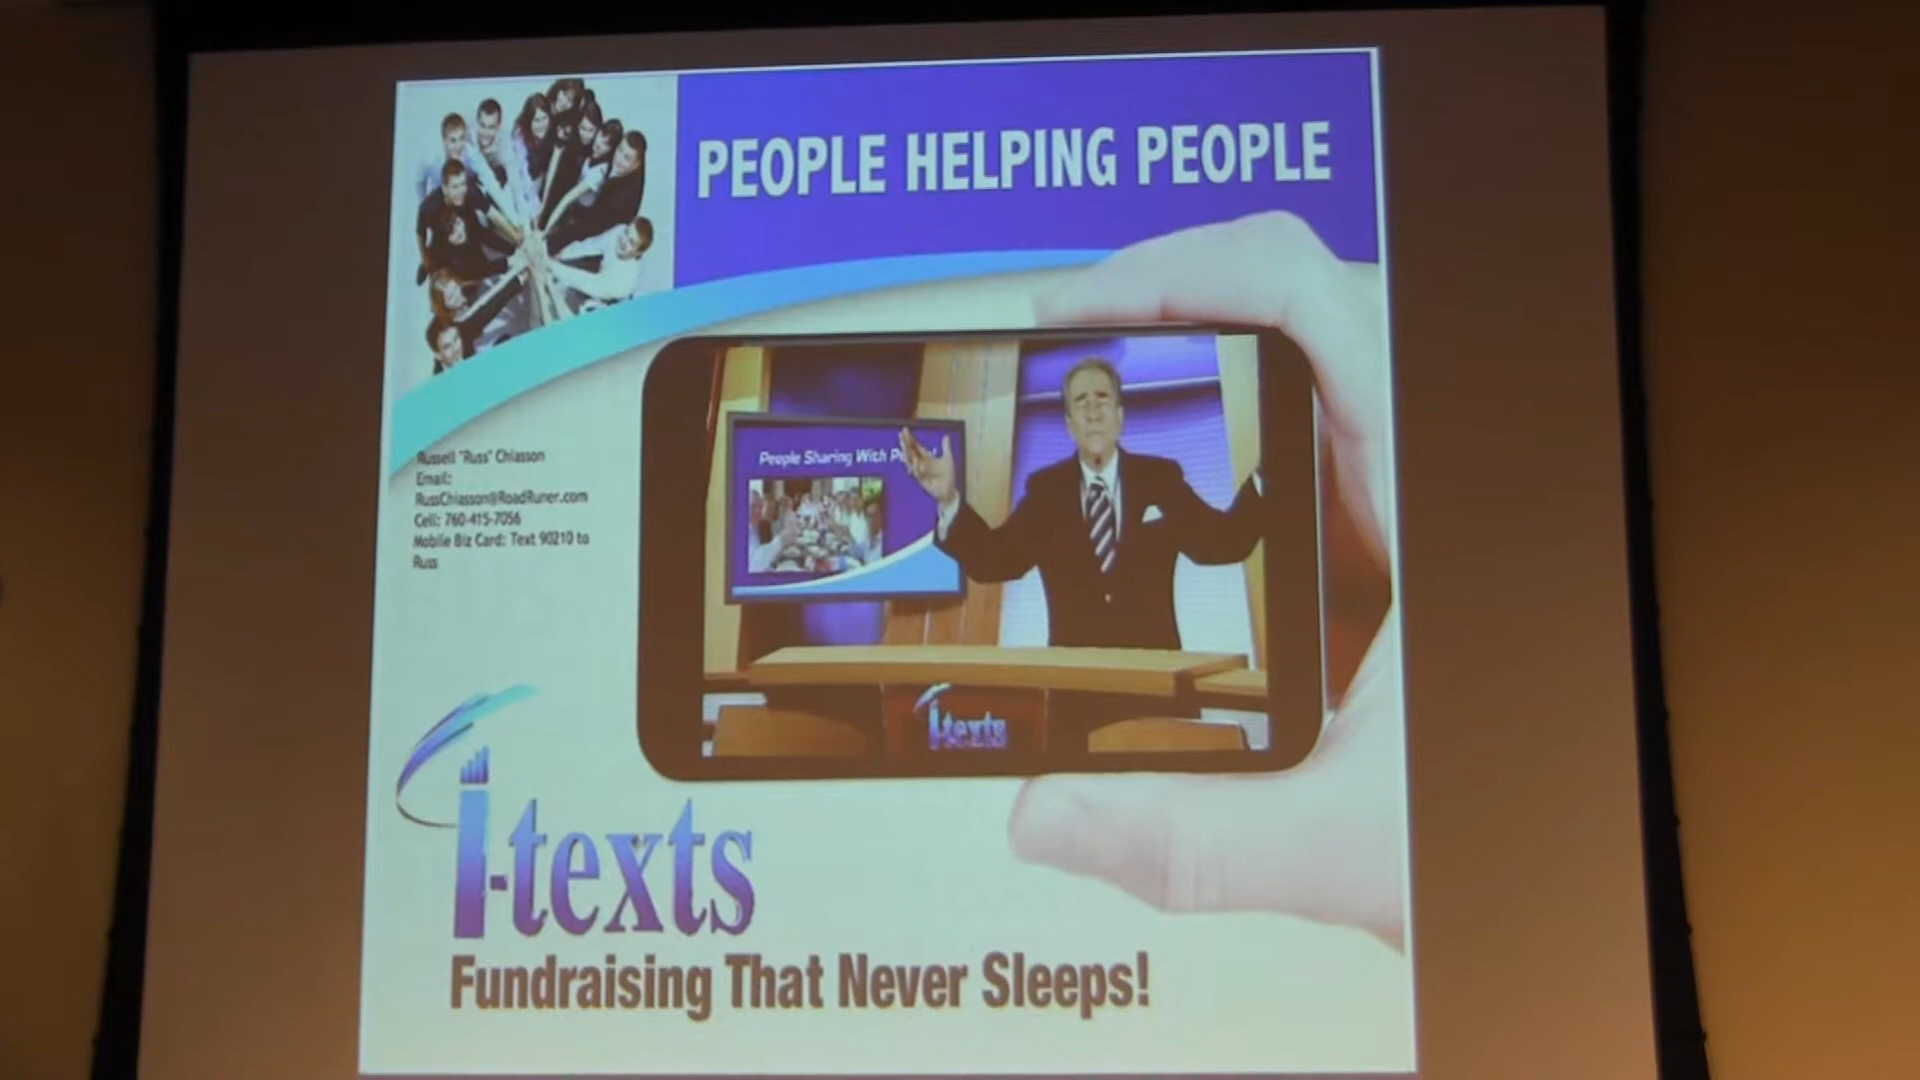 PEOPLE HELPING PEOPLE
People Sharing With
Russell "Russ" Chiasson
Email:
RussChiasson@RoadRuner.com
Cell: 760-415-7056
Mobile Biz Card: Text 90210 to
Russ
i-texts
i-texts
Fundraising That Never Sleeps!